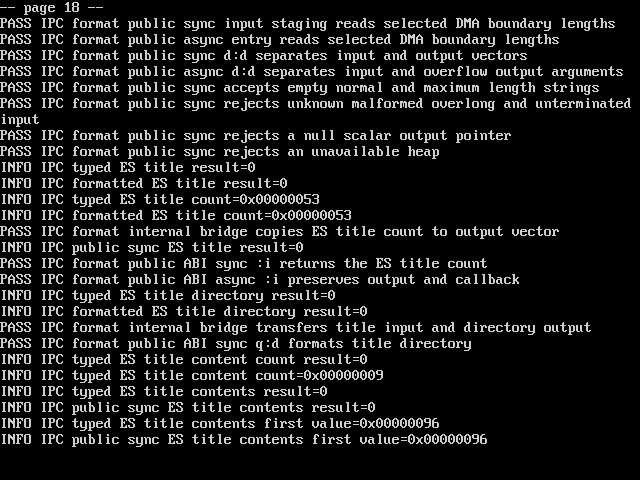 -- page 18 --
PASS IPC format public sync input staging reads selected DMA boundary lengths
PASS IPC format public async entry reads selected DMA boundary lengths
PASS IPC format public sync d:d separates input and output vectors
PASS IPC format public async d:d separates input and overflow output arguments
PASS IPC format public sync accepts empty normal and maximum length strings
PASS IPC format public sync rejects unknown malformed overlong and unterminated
input
PASS IPC format public sync rejects a null scalar output pointer
PASS IPC format public sync rejects an unavailable heap
INFO IPC typed ES title result=0
INFO IPC formatted ES title result=0
INFO IPC typed ES title count=0x00000053
INFO IPC formatted ES title count=0x00000053
PASS IPC format internal bridge copies ES title count to output vector
INFO IPC public sync ES title result=0
PASS IPC format public ABI sync :i returns the ES title count
PASS IPC format public ABI async :i preserves output and callback
INFO IPC typed ES title directory result=0
INFO IPC formatted ES title directory result=0
PASS IPC format internal bridge transfers title input and directory output
PASS IPC format public ABI sync q:d formats title directory
INFO IPC typed ES title content count result=0
INFO IPC typed ES title content count=0x00000009
INFO IPC typed ES title contents result=0
INFO IPC public sync ES title contents result=0
INFO IPC typed ES title contents first value=0x00000096
INFO IPC public sync ES title contents first value=0x00000096